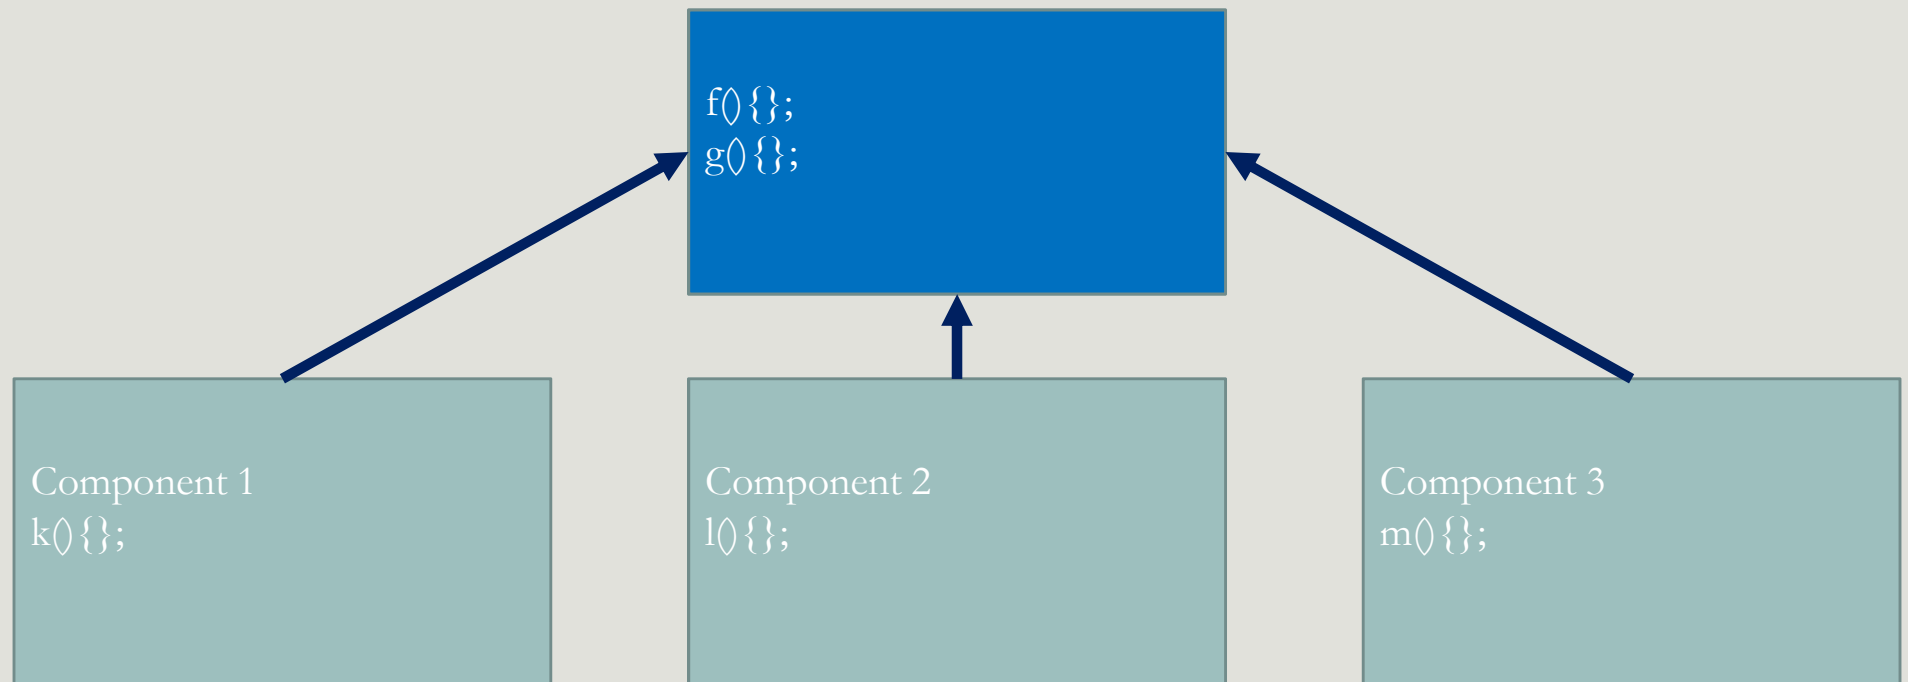 f(){};
g(){};
Component 1
k(){};
Component 2
l(){};
Component 3
m(){};